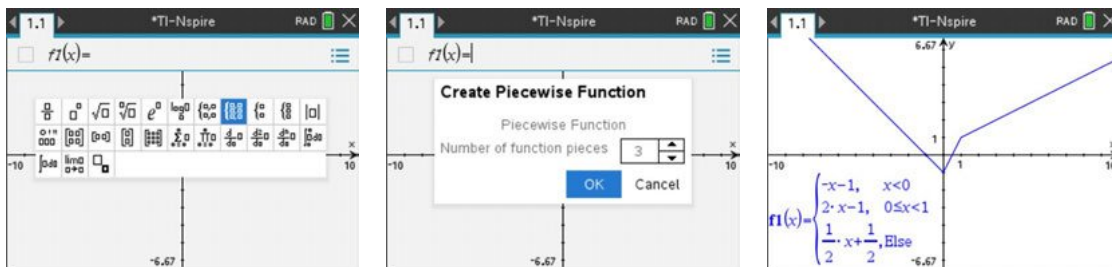 1.1 *TI-Nspire RAD
f1(x)=
eⁿ log lim
x
-10 10
-6.67
1.1 *TI-Nspire RAD
f1(x)=
Create Piecewise Function
Piecewise Function
Number of function pieces 3
OK Cancel
x
-10 10
-6.67
1.1 *TI-Nspire RAD
6.67 y
1
x
-10 1 10
f1(x)={-x-1, x<0
2·x-1, 0≤x<1
1/2·x+1/2, Else
-6.67